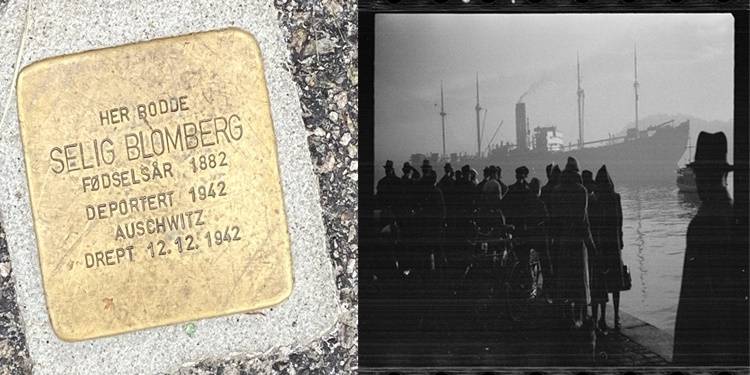 HER BODDE
SELIG BLOMBERG
FØDSELSÅR 1882
DEPORTERT 1942
AUSCHWITZ
DREPT 12.12.1942